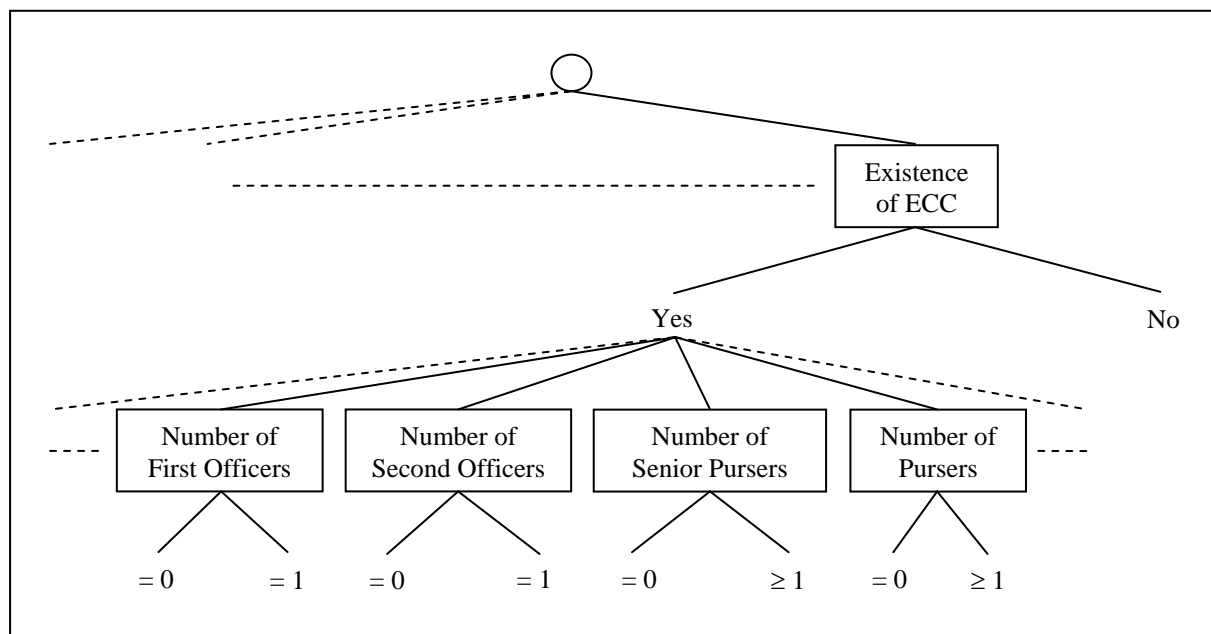 Existence
of ECC
Yes
No
Number of
First Officers
Number of
Second Officers
Number of
Senior Pursers
Number of
Pursers
= 0
= 1
= 0
= 1
= 0
≥ 1
= 0
≥ 1